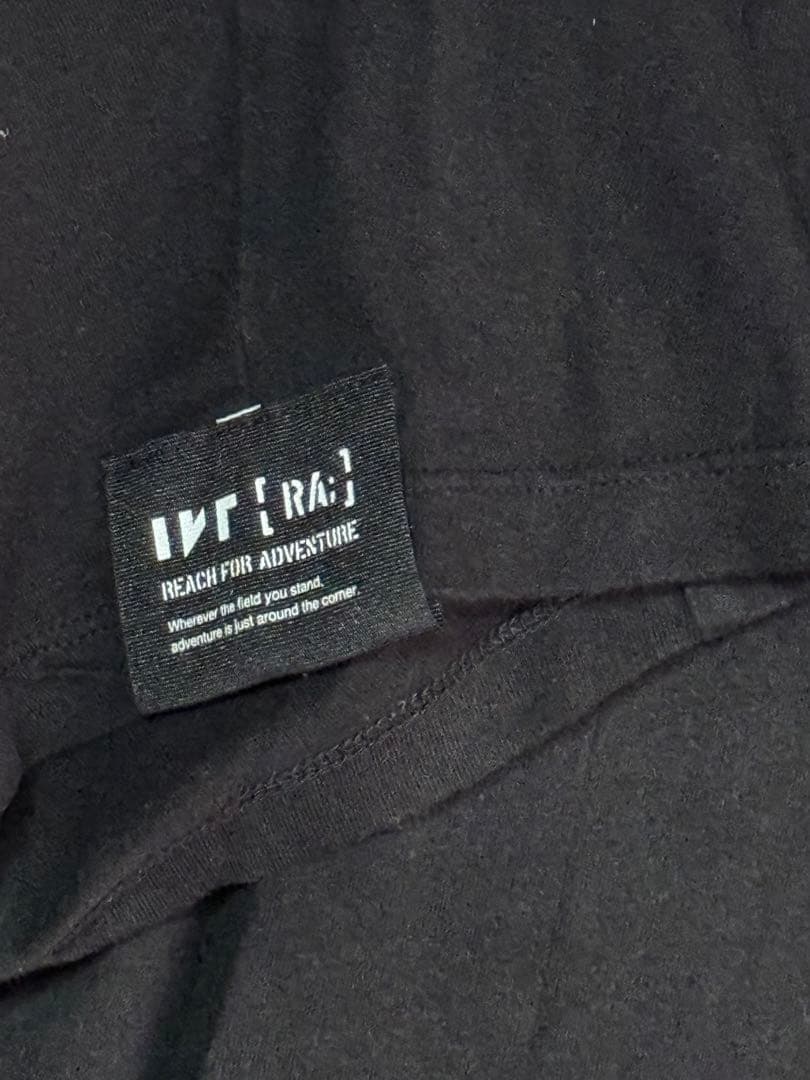 [RA:]
REACH FOR ADVENTURE
Wherever the field you stand,
adventure is just around the corner.